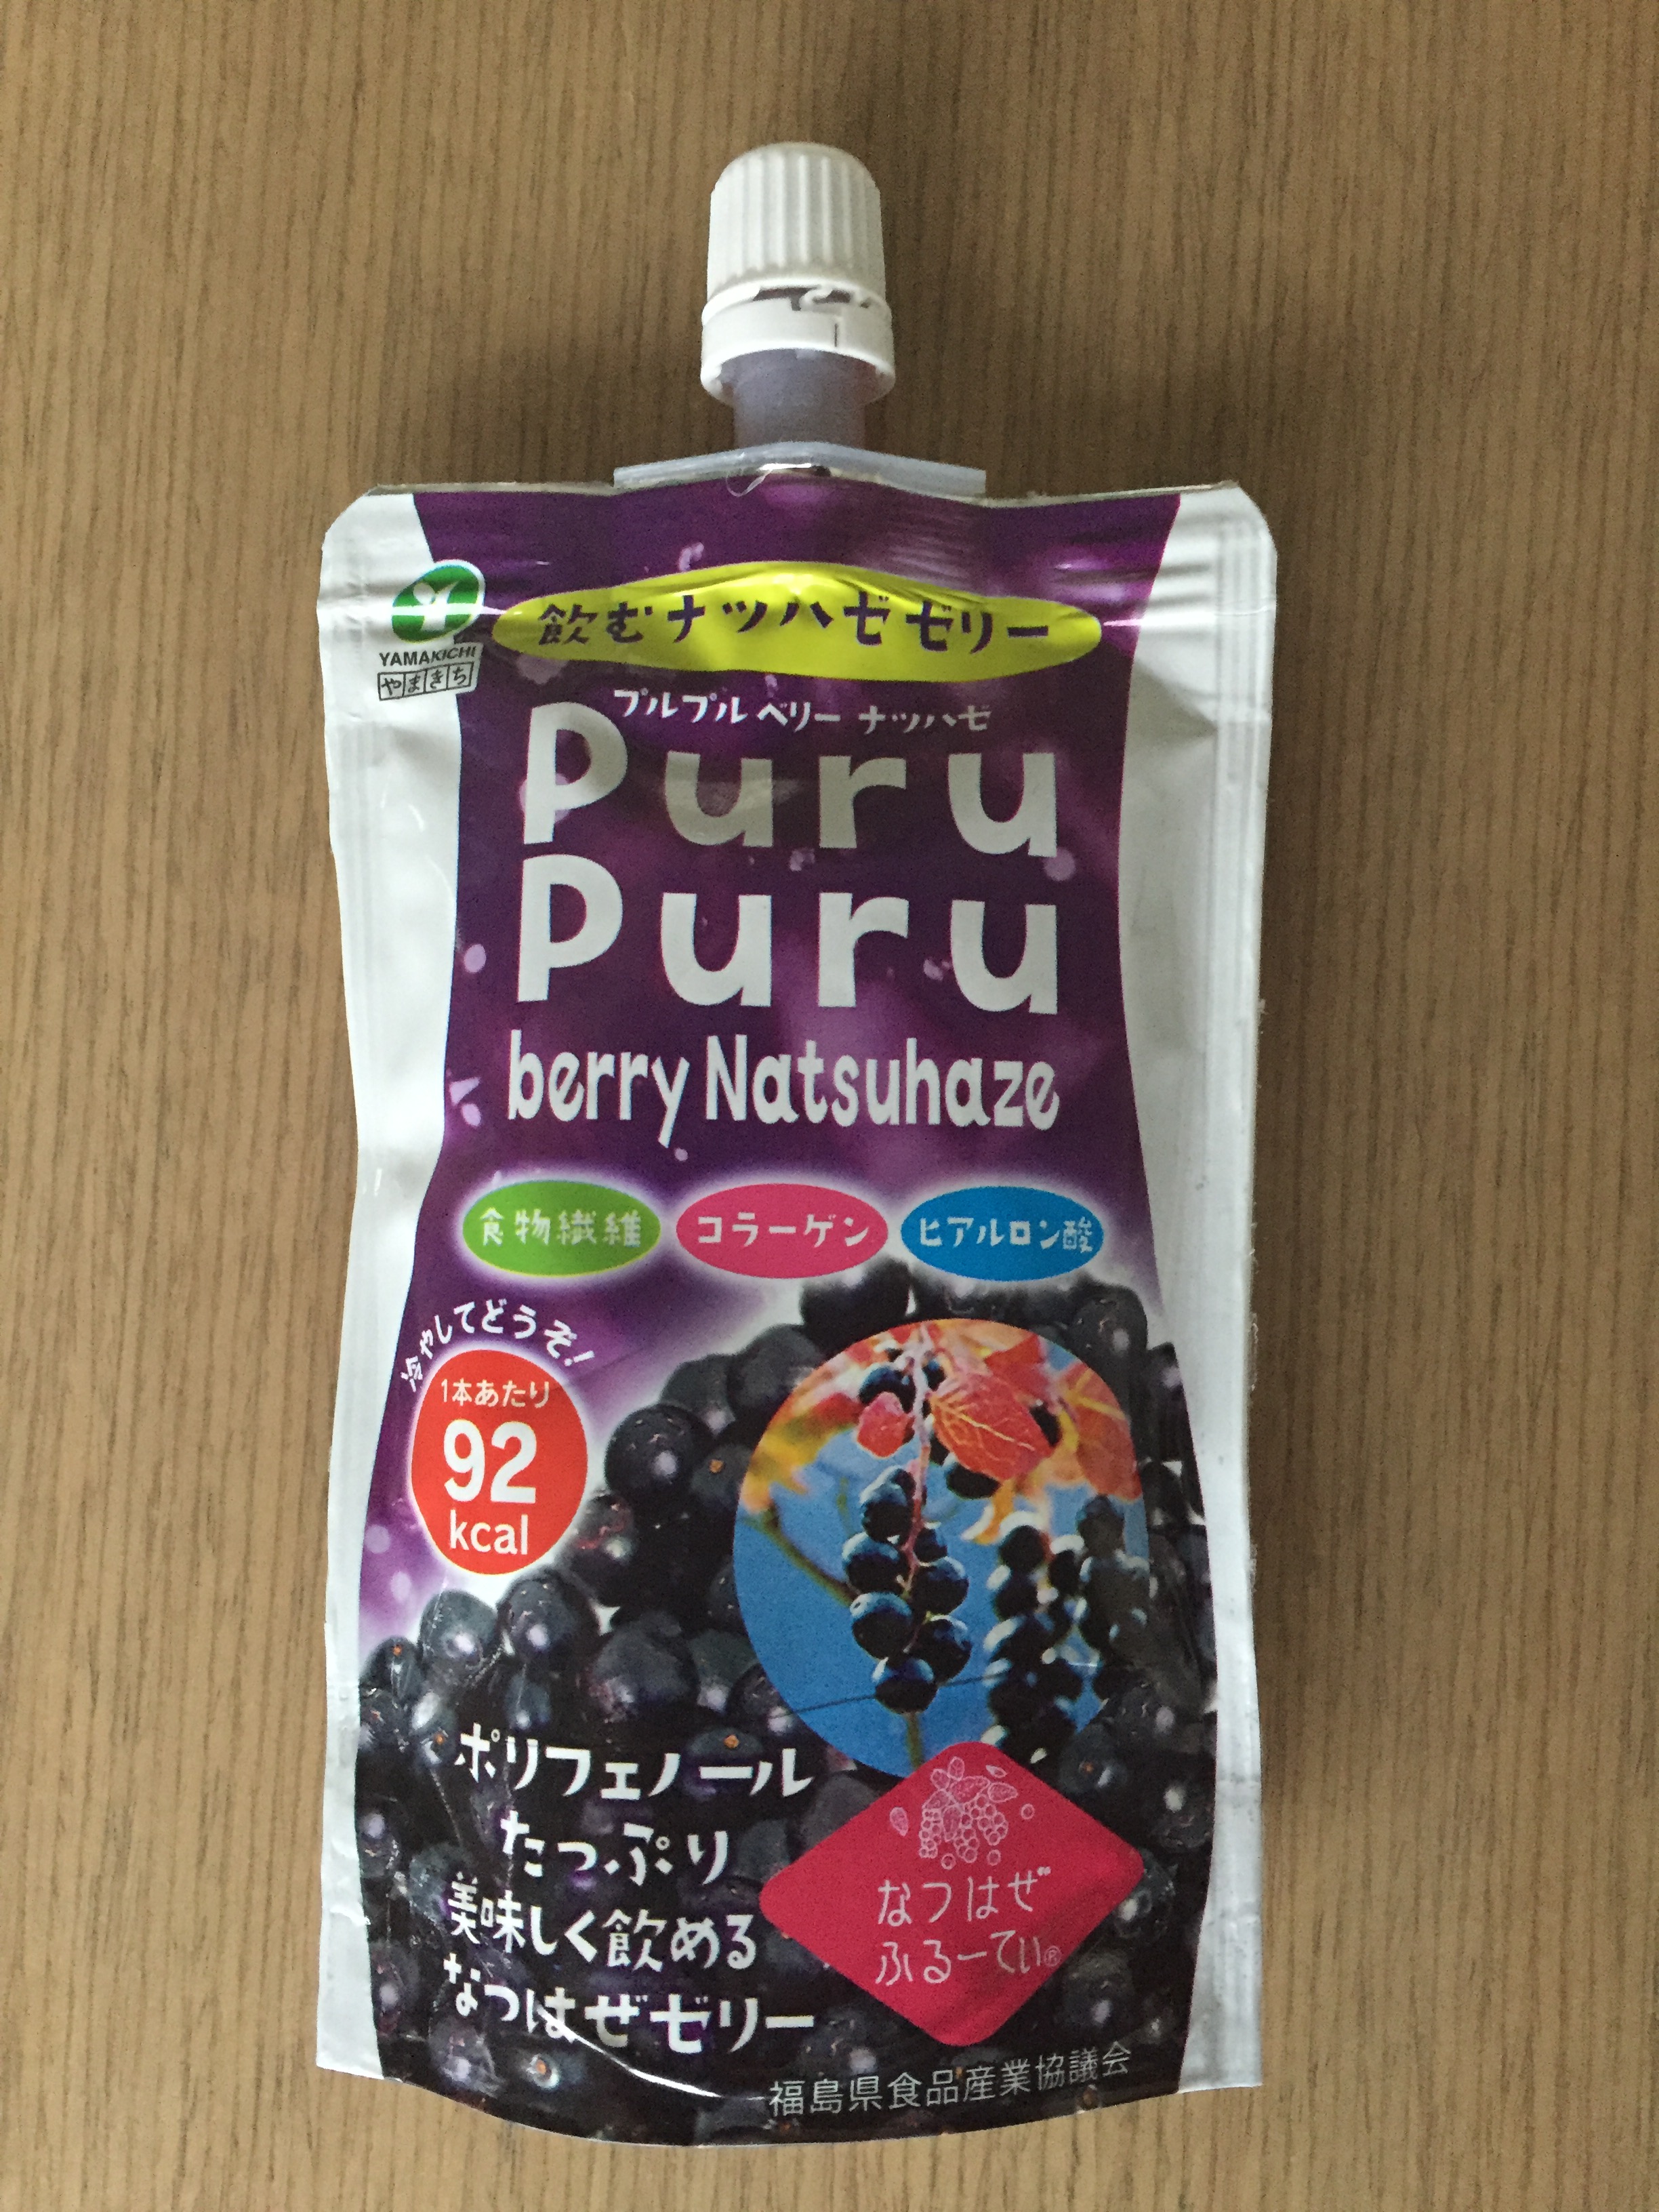 YAMAKICHI
やまきち
飲むナツハゼゼリー
プルプルベリー ナツハゼ
Puru
Puru
berry Natsuhaze
食物繊維
コラーゲン
ヒアルロン酸
冷やしてどうぞ!
1本あたり
92
kcal
ポリフェノール
たっぷり
美味しく飲める
なつはぜゼリー
なつはぜ
ふるーてぃ®
福島県食品産業協議会